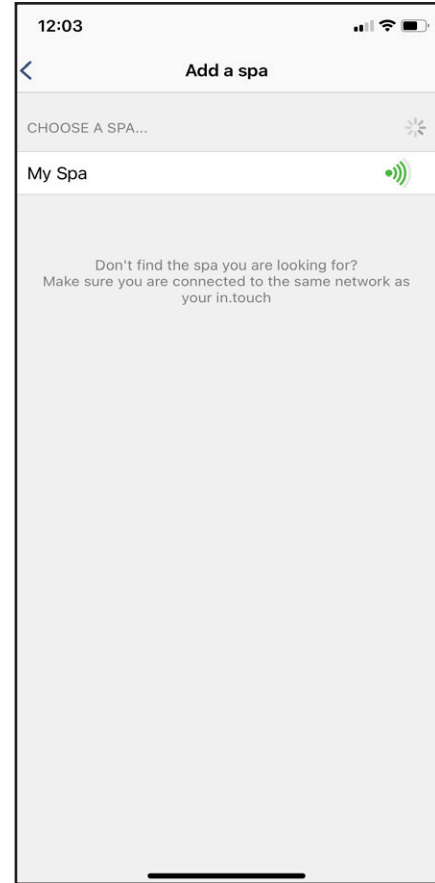 12:03
Add a spa
CHOOSE A SPA...
My Spa
Don't find the spa you are looking for?
Make sure you are connected to the same network as
your in.touch